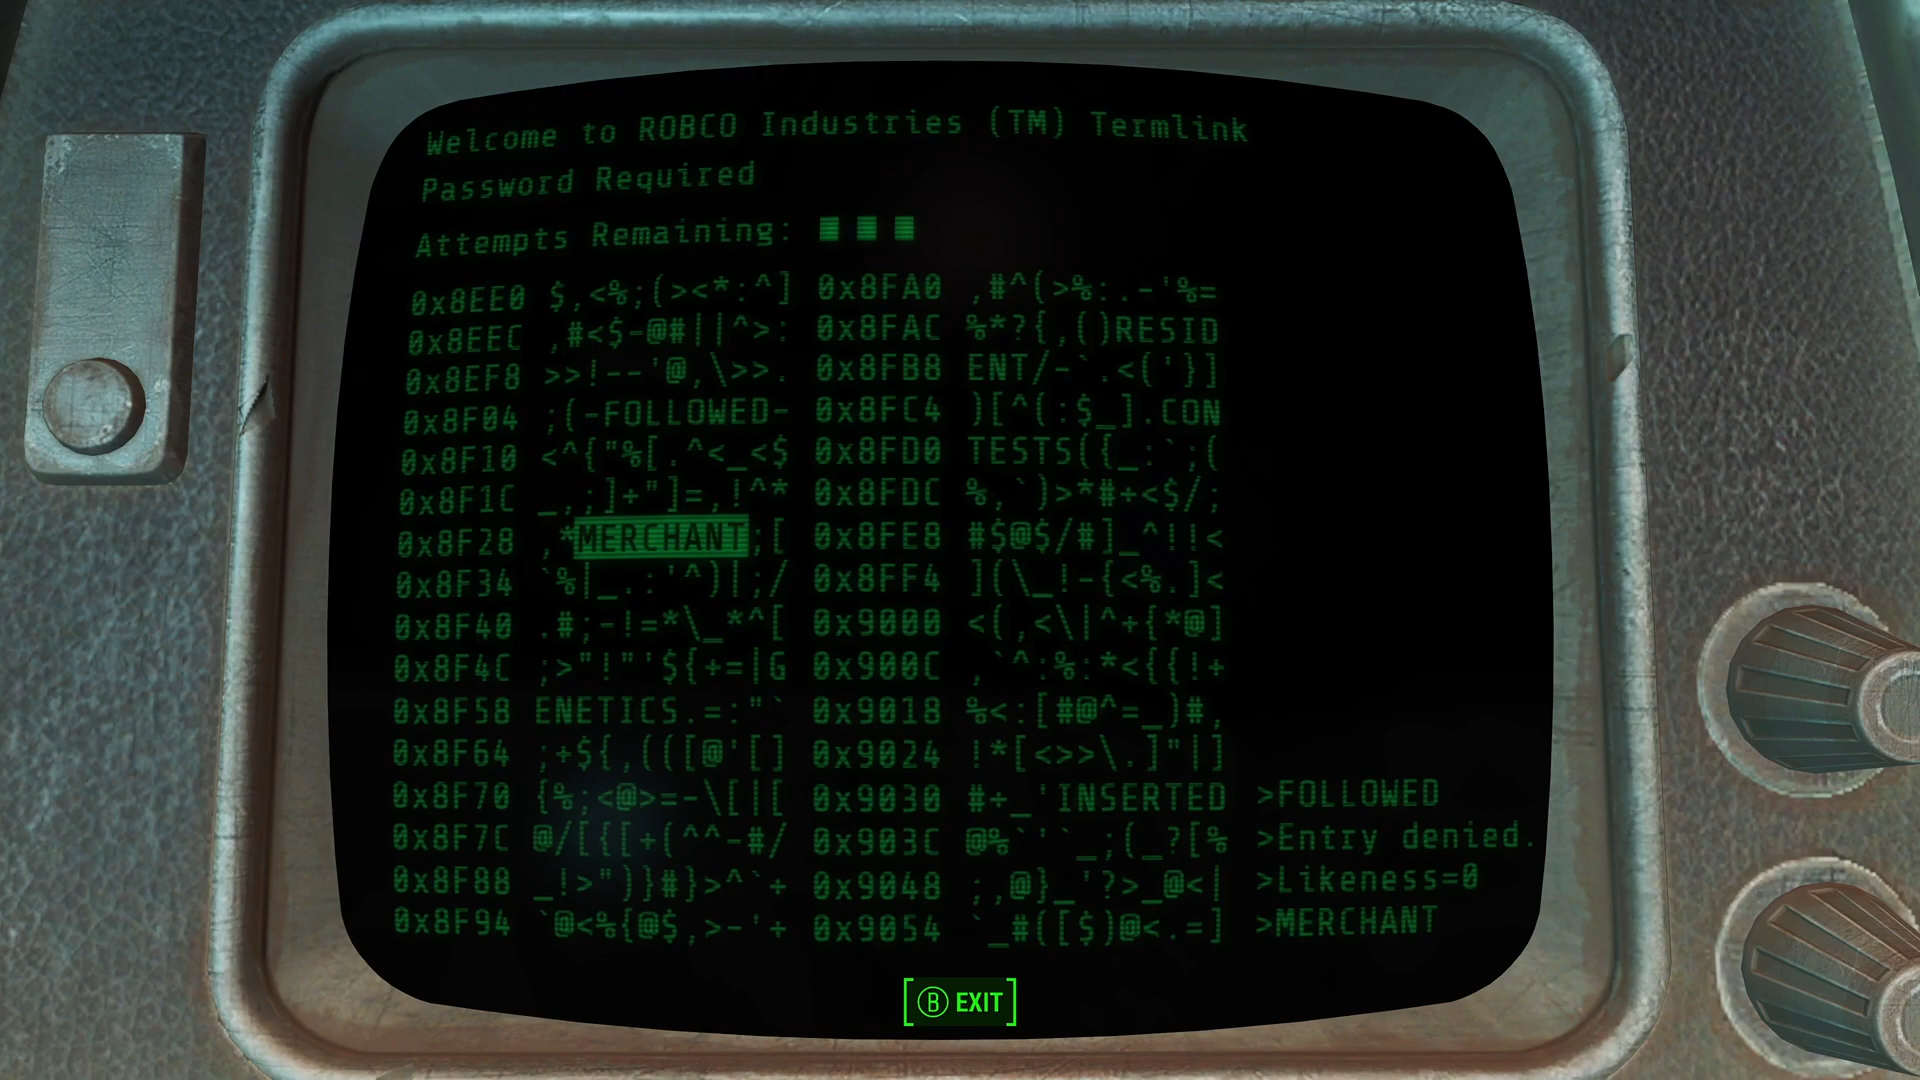 Welcome to ROBCO Industries (TM) Termlink
Password Required
Attempts Remaining:
0x8EE0 $,<%;(><*:^] 0x8FA0 ,#^(>%:.-'%=
0x8EEC ,#<$-@#||^>: 0x8FAC %*?{,()RESID
0x8EF8 >>!--'@,\>>. 0x8FB8 ENT/-`.<('}]
0x8F04 ;(-FOLLOWED- 0x8FC4 )[^(:$_].CON
0x8F10 <^{"%[.^<_<$ 0x8FD0 TESTS({_:`;(
0x8F1C _,;]+"]=,!^* 0x8FDC %,`)>*#+<$/;
0x8F28 ,*MERCHANT;[ 0x8FE8 #$@$/#]_^!!<
0x8F34 `%|_.:'^)|;/ 0x8FF4 ](\_!-{<%.]<
0x8F40 .#;-!=*\_*^[ 0x9000 <(,<\|^+{*@]
0x8F4C ;>"!"'${+=|G 0x900C ,`^:%:*<{{!+
0x8F58 ENETICS.=:"` 0x9018 %<:[#@^=_)#,
0x8F64 ;+${,(([@'[] 0x9024 !*[<>>\.]"|]
0x8F70 {%;<@>=-\[|[ 0x9030 #+_'INSERTED >FOLLOWED
0x8F7C @/[{[+(^^-#/ 0x903C @%`'`_;(_?[% >Entry denied.
0x8F88 _!>")}#}>^`+ 0x9048 ;,@}_'?>_@<| >Likeness=0
0x8F94 `@<%{@$,>-'+ 0x9054 `_#([$)@<.=] >MERCHANT
[Ⓑ EXIT]